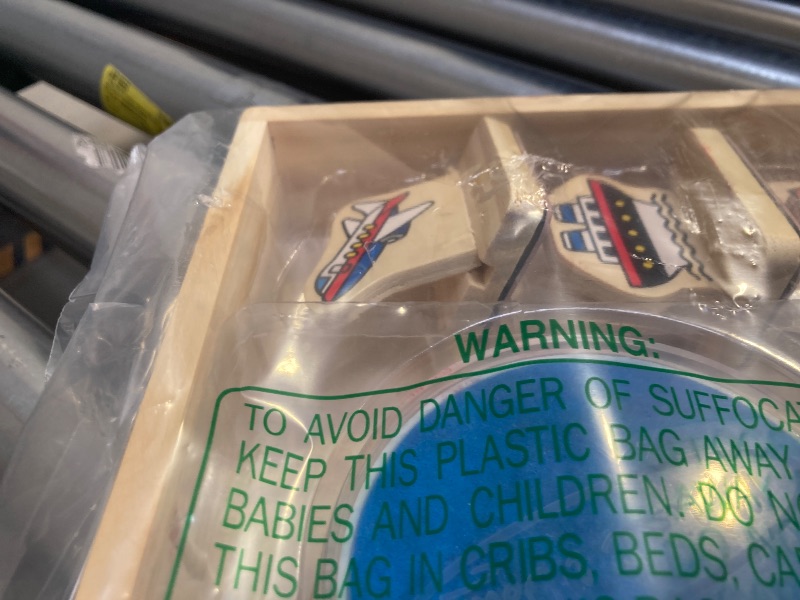 WARNING:
TO AVOID DANGER OF SUFFOCA
KEEP THIS PLASTIC BAG AWAY
BABIES AND CHILDREN. DO NO
THIS BAG IN CRIBS, BEDS, CA